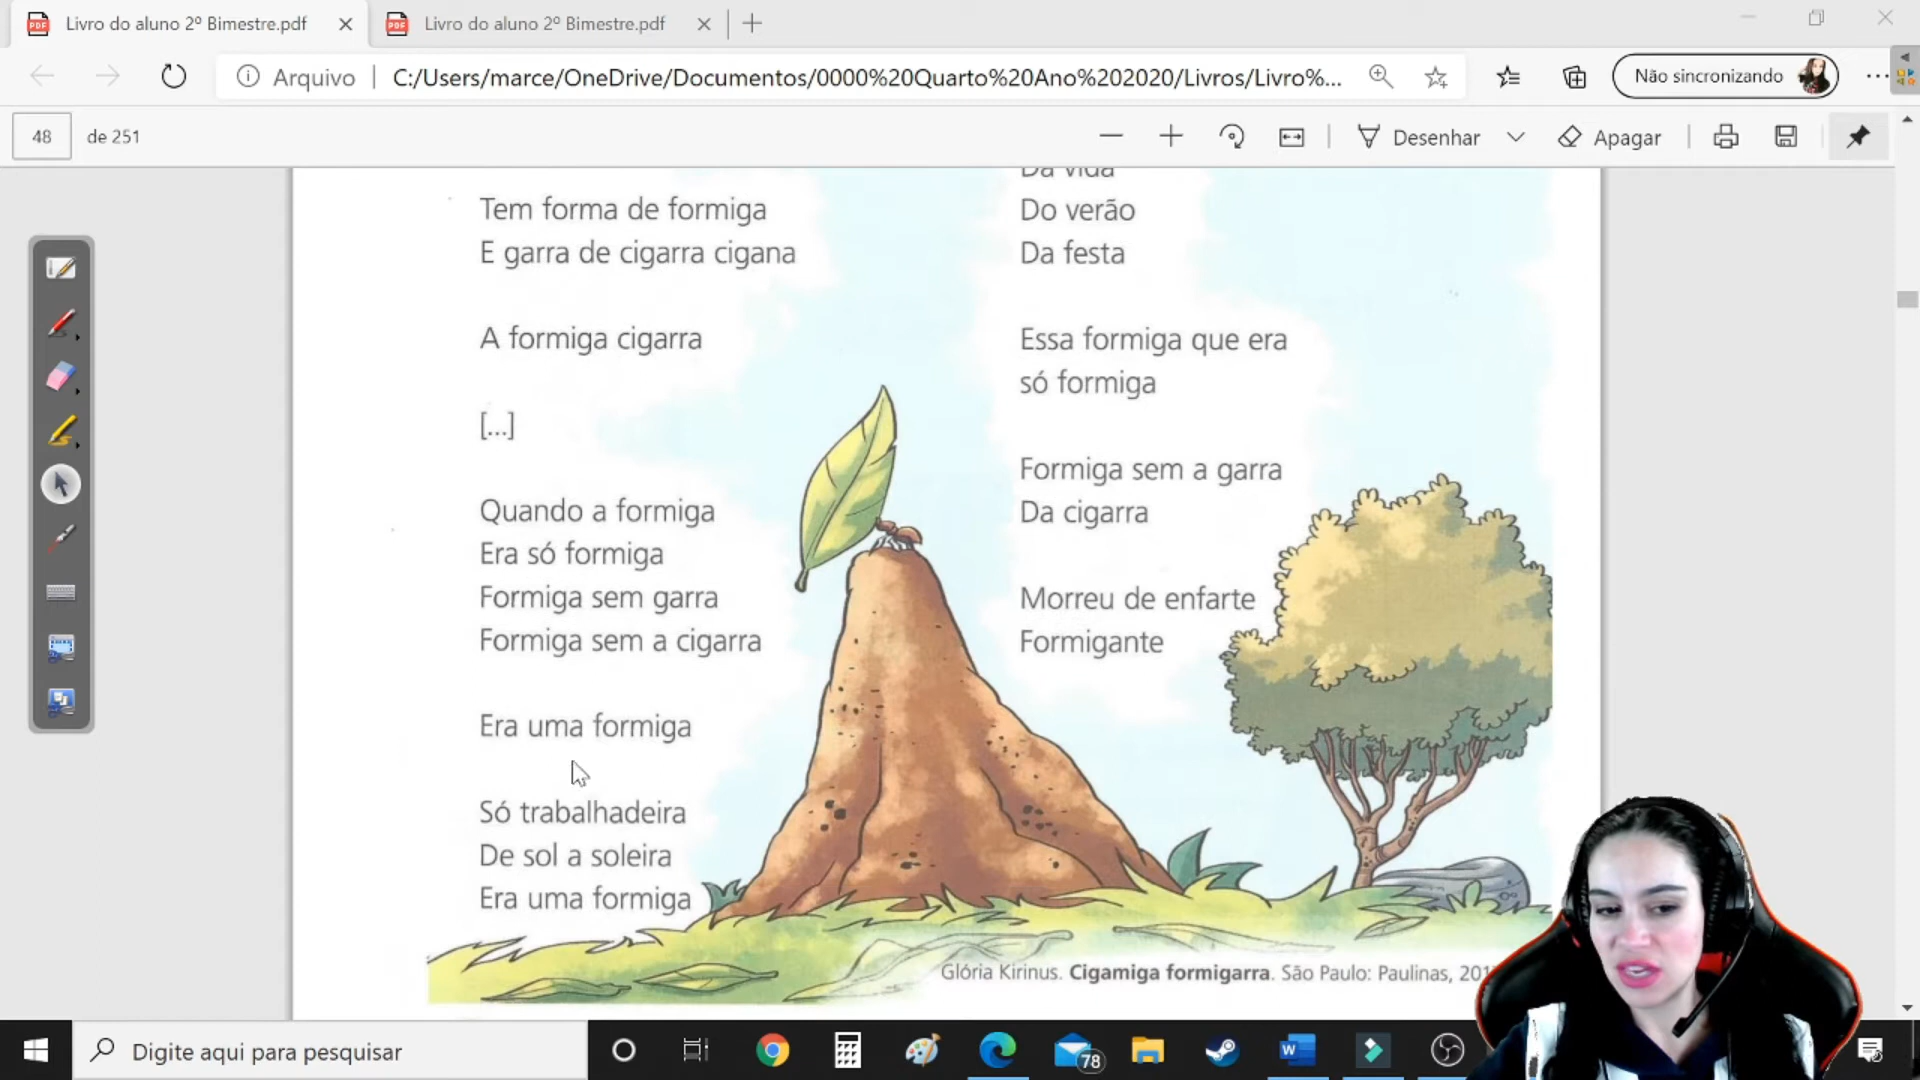 Livro do aluno 2º Bimestre.pdf
Livro do aluno 2º Bimestre.pdf
Arquivo
C:/Users/marce/OneDrive/Documentos/0000%20Quarto%20Ano%202020/Livros/Livro%...
Não sincronizando
48 de 251
Desenhar
Apagar
Tem forma de formiga
E garra de cigarra cigana
A formiga cigarra
[...]
Quando a formiga
Era só formiga
Formiga sem garra
Formiga sem a cigarra
Era uma formiga
Só trabalhadeira
De sol a soleira
Era uma formiga
Da vida
Do verão
Da festa
Essa formiga que era
só formiga
Formiga sem a garra
Da cigarra
Morreu de enfarte
Formigante
Glória Kirinus. Cigamiga formigarra. São Paulo: Paulinas,
Digite aqui para pesquisar
78